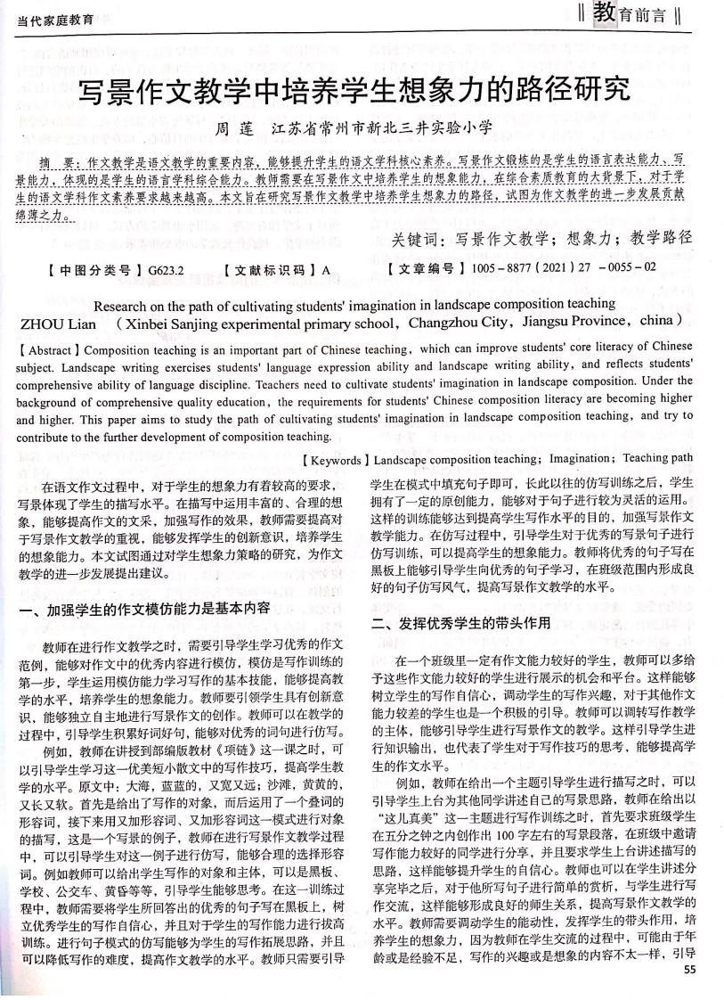 当代家庭教育
‖教育前言‖
写景作文教学中培养学生想象力的路径研究
周 莲 江苏省常州市新北三井实验小学
摘 要：作文教学是语文教学的重要内容，能够提升学生的语文学科核心素养。写景作文锻炼的是学生的语言表达能力、写
景能力，体现的是学生的语言学科综合能力。教师需要在写景作文中培养学生的想象能力，在综合素质教育的大背景下，对于学
生的语文学科作文素养要求越来越高。本文旨在研究写景作文教学中培养学生想象力的路径，试图为作文教学的进一步发展贡献
绵薄之力。
关键词：写景作文教学；想象力；教学路径
【中图分类号】G623.2 【文献标识码】A 【文章编号】1005-8877（2021）27 -0055-02
Research on the path of cultivating students' imagination in landscape composition teaching
ZHOU Lian （Xinbei Sanjing experimental primary school，Changzhou City，Jiangsu Province，china）
【Abstract】Composition teaching is an important part of Chinese teaching，which can improve students' core literacy of Chinese
subject. Landscape writing exercises students' language expression ability and landscape writing ability，and reflects students'
comprehensive ability of language discipline. Teachers need to cultivate students' imagination in landscape composition. Under the
background of comprehensive quality education，the requirements for students' Chinese composition literacy are becoming higher
and higher. This paper aims to study the path of cultivating students' imagination in landscape composition teaching，and try to
contribute to the further development of composition teaching.
【Keywords】Landscape composition teaching；Imagination；Teaching path
在语文作文过程中，对于学生的想象力有着较高的要求，
写景体现了学生的描写水平。在描写中运用丰富的、合理的想
象，能够提高作文的文采，加强写作的效果，教师需要提高对
于写景作文教学的重视，能够发挥学生的创新意识，培养学生
的想象能力。本文试图通过对学生想象力策略的研究，为作文
教学的进一步发展提出建议。
一、加强学生的作文模仿能力是基本内容
教师在进行作文教学之时，需要引导学生学习优秀的作文
范例，能够对作文中的优秀内容进行模仿，模仿是写作训练的
第一步，学生运用模仿能力学习写作的基本技能，能够提高教
学的水平，培养学生的想象能力。教师要引领学生具有创新意
识，能够独立自主地进行写景作文的创作。教师可以在教学的
过程中，引导学生积累好词好句，能够对优秀的词句进行仿写。
例如，教师在讲授到部编版教材《项链》这一课之时，可
以引导学生学习这一优美短小散文中的写作技巧，提高学生教
学的水平。原文中：大海，蓝蓝的，又宽又远；沙滩，黄黄的，
又长又软。首先是给出了写作的对象，而后运用了一个叠词的
形容词，接下来用又加形容词、又加形容词这一模式进行对象
的描写，这是一个写景的例子，教师在进行写景作文教学过程
中，可以引导学生对这一例子进行仿写，能够合理的选择形容
词。例如教师可以给出学生写作的对象和主体，可以是黑板、
学校、公交车、黄昏等等，引导学生能够思考。在这一训练过
程中，教师需要将学生所回答出的优秀的句子写在黑板上，树
立优秀学生的写作自信心，并且对于学生的写作能力进行拔高
训练。进行句子模式的仿写能够为学生的写作拓展思路，并且
可以降低写作的难度，提高作文教学的水平。教师只需要引导
学生在模式中填充句子即可，长此以往的仿写训练之后，学生
拥有了一定的原创能力，能够对于句子进行较为灵活的运用。
这样的训练能够达到提高学生写作水平的目的，加强写景作文
教学能力。在仿写过程中，引导学生对于优秀的写景句子进行
仿写训练，可以提高学生的想象能力。教师将优秀的句子写在
黑板上能够引导学生向优秀的句子学习，在班级范围内形成良
好的句子仿写风气，提高写景作文教学的水平。
二、发挥优秀学生的带头作用
在一个班级里一定有作文能力较好的学生，教师可以多给
予这些作文能力较好的学生进行展示的机会和平台。这样能够
树立学生的写作自信心，调动学生的写作兴趣，对于其他作文
能力较差的学生也是一个积极的引导。教师可以调转写作教学
的主体，能够引导学生进行写景作文的教学。这样引导学生进
行知识输出，也代表了学生对于写作技巧的思考，能够提高学
生的作文水平。
例如，教师在给出一个主题引导学生进行描写之时，可以
引导学生上台为其他同学讲述自己的写景思路，教师在给出以
“这儿真美”这一主题进行写作训练之时，首先要求班级学生
在五分之钟之内创作出 100 字左右的写景段落，在班级中邀请
写作能力较好的同学进行分享，并且要求学生上台讲述描写的
思路，这样能够提升学生的自信心。教师也可以在学生讲述分
享完毕之后，对于他所写句子进行简单的赏析，与学生进行写
作交流，这样能够形成良好的师生关系，提高写景作文教学的
水平。教师需要调动学生的能动性，发挥学生的带头作用，培
养学生的想象力，因为教师在学生交流的过程中，可能由于年
龄或是经验不足，写作的兴趣或是想象的内容不太一样，引导
55